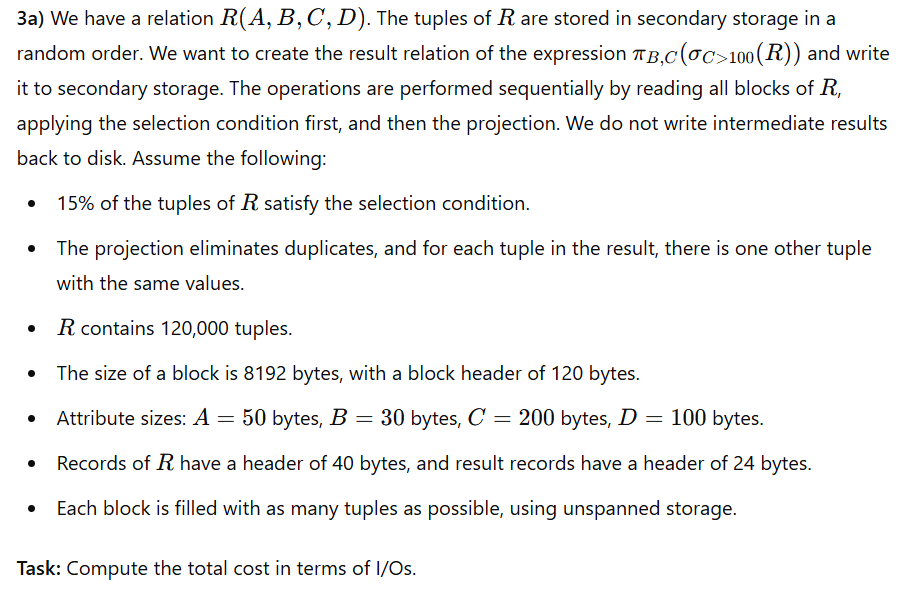 3a) We have a relation R(A, B, C, D). The tuples of R are stored in secondary storage in a
random order. We want to create the result relation of the expression π_{B,C}(σ_{C>100}(R)) and write
it to secondary storage. The operations are performed sequentially by reading all blocks of R,
applying the selection condition first, and then the projection. We do not write intermediate results
back to disk. Assume the following:
• 15% of the tuples of R satisfy the selection condition.
• The projection eliminates duplicates, and for each tuple in the result, there is one other tuple
with the same values.
• R contains 120,000 tuples.
• The size of a block is 8192 bytes, with a block header of 120 bytes.
• Attribute sizes: A = 50 bytes, B = 30 bytes, C = 200 bytes, D = 100 bytes.
• Records of R have a header of 40 bytes, and result records have a header of 24 bytes.
• Each block is filled with as many tuples as possible, using unspanned storage.
Task: Compute the total cost in terms of I/Os.